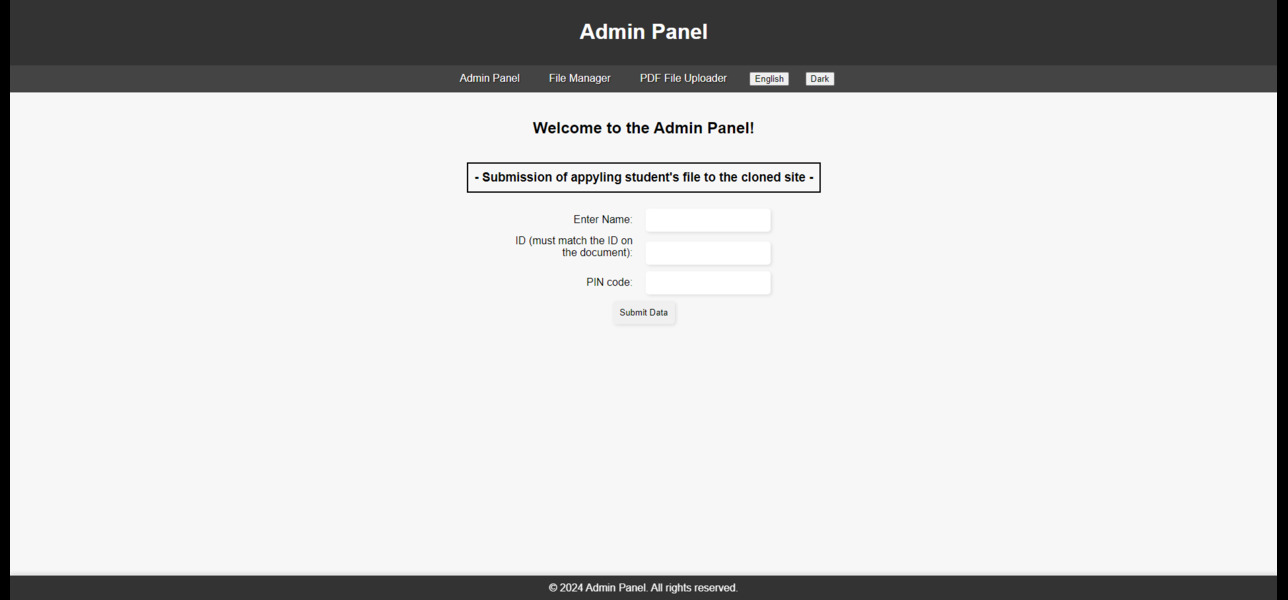 Admin Panel
Admin Panel File Manager PDF File Uploader English Dark
Welcome to the Admin Panel!
- Submission of appyling student's file to the cloned site -
Enter Name:
ID (must match the ID on
the document):
PIN code:
Submit Data
© 2024 Admin Panel. All rights reserved.